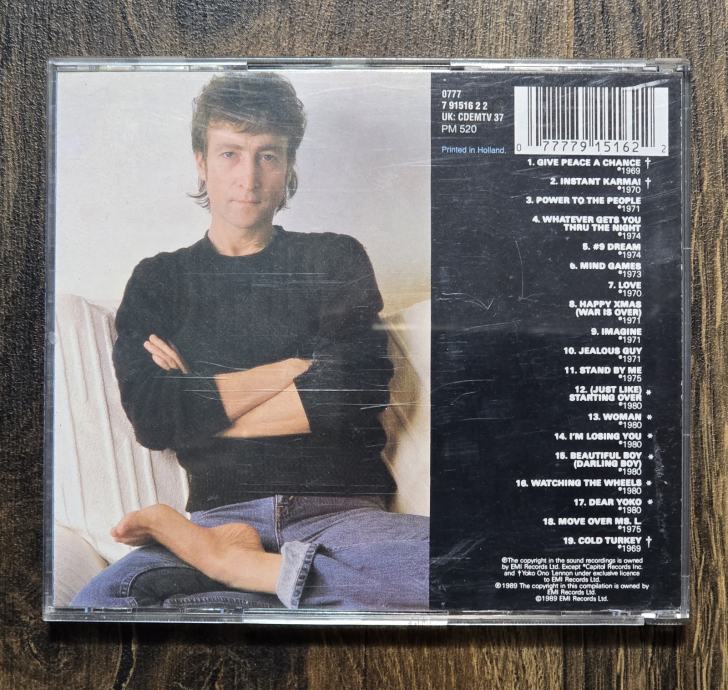 0777
7 91516 2 2
UK: CDEMTV 37
PM 520
Printed in Holland.
0 77779 15162 2
1. GIVE PEACE A CHANCE †
℗1969
2. INSTANT KARMA! †
℗1970
3. POWER TO THE PEOPLE
℗1971
4. WHATEVER GETS YOU
THRU THE NIGHT
℗1974
5. #9 DREAM
℗1974
6. MIND GAMES
℗1973
7. LOVE
℗1970
8. HAPPY XMAS
(WAR IS OVER)
℗1971
9. IMAGINE
℗1971
10. JEALOUS GUY
℗1971
11. STAND BY ME
℗1975
12. (JUST LIKE) *
STARTING OVER
℗1980
13. WOMAN *
℗1980
14. I'M LOSING YOU *
℗1980
15. BEAUTIFUL BOY *
(DARLING BOY)
℗1980
16. WATCHING THE WHEELS *
℗1980
17. DEAR YOKO *
℗1980
18. MOVE OVER MS. L.
℗1975
19. COLD TURKEY †
℗1969
℗The copyright in the sound recordings is owned
by EMI Records Ltd. Except *Capitol Records Inc.
and †Yoko Ono Lennon under exclusive licence
to EMI Records Ltd.
℗1989 The copyright in this compilation is owned by
EMI Records Ltd.
©1989 EMI Records Ltd.